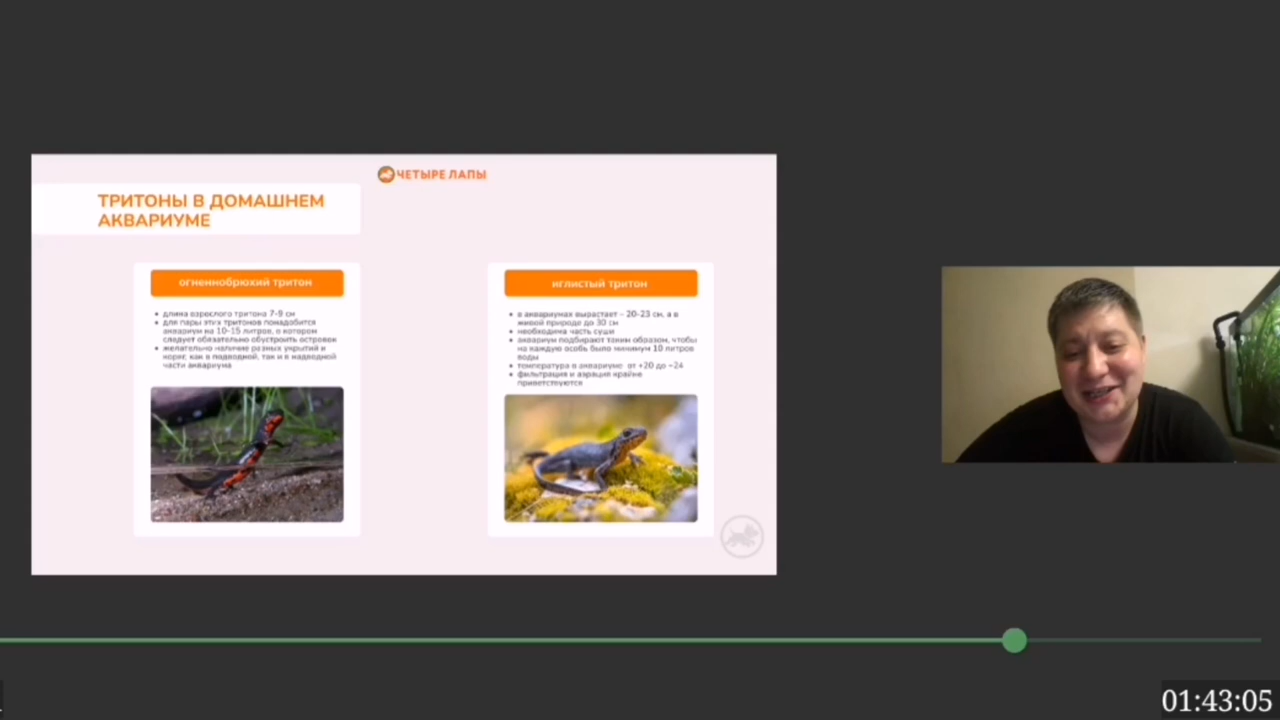 ЧЕТЫРЕ ЛАПЫ
ТРИТОНЫ В ДОМАШНЕМ
АКВАРИУМЕ
огненнобрюхий тритон
• длина взрослого тритона 7-9 см
• для пары этих тритонов понадобится
аквариум на 10-15 литров, в котором
следует обязательно обустроить островок
• желательно наличие разных укрытий и
коряг, как в подводной, так и в надводной
части аквариума
иглистый тритон
• в аквариумах вырастает – 20-23 см, а в
живой природе до 30 см
• необходима часть суши
• аквариум подбирают таким образом, чтобы
на каждую особь было минимум 10 литров
воды
• температура в аквариуме от +20 до +24
• фильтрация и аэрация крайне
приветствуются
01:43:05